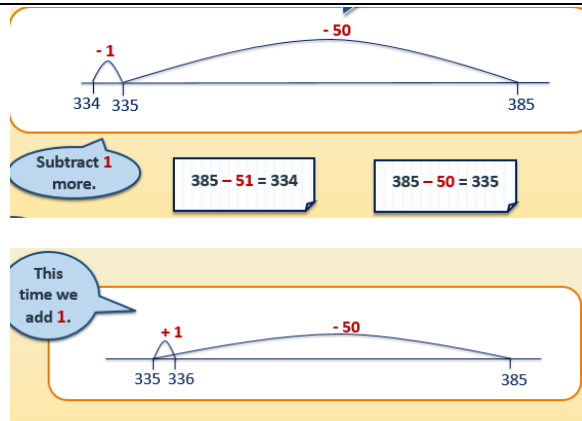 - 50
- 1
334 335 385
Subtract 1
more.
385 – 51 = 334
385 – 50 = 335
This
time we
add 1.
+ 1
- 50
335 336 385